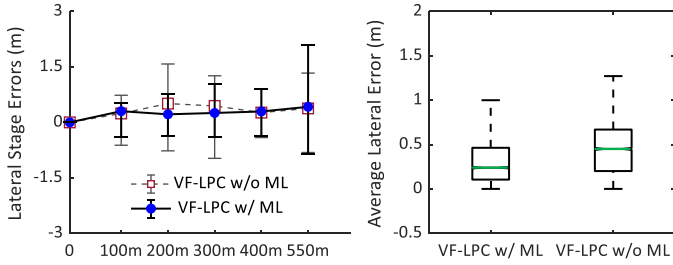 Lateral Stage Errors (m)
3
1.5
0
-1.5
-3
VF-LPC w/o ML
VF-LPC w/ ML
0 100m 200m 300m 400m 550m
Average Lateral Error (m)
2
1.5
1
0.5
0
-0.5
VF-LPC w/ ML VF-LPC w/o ML